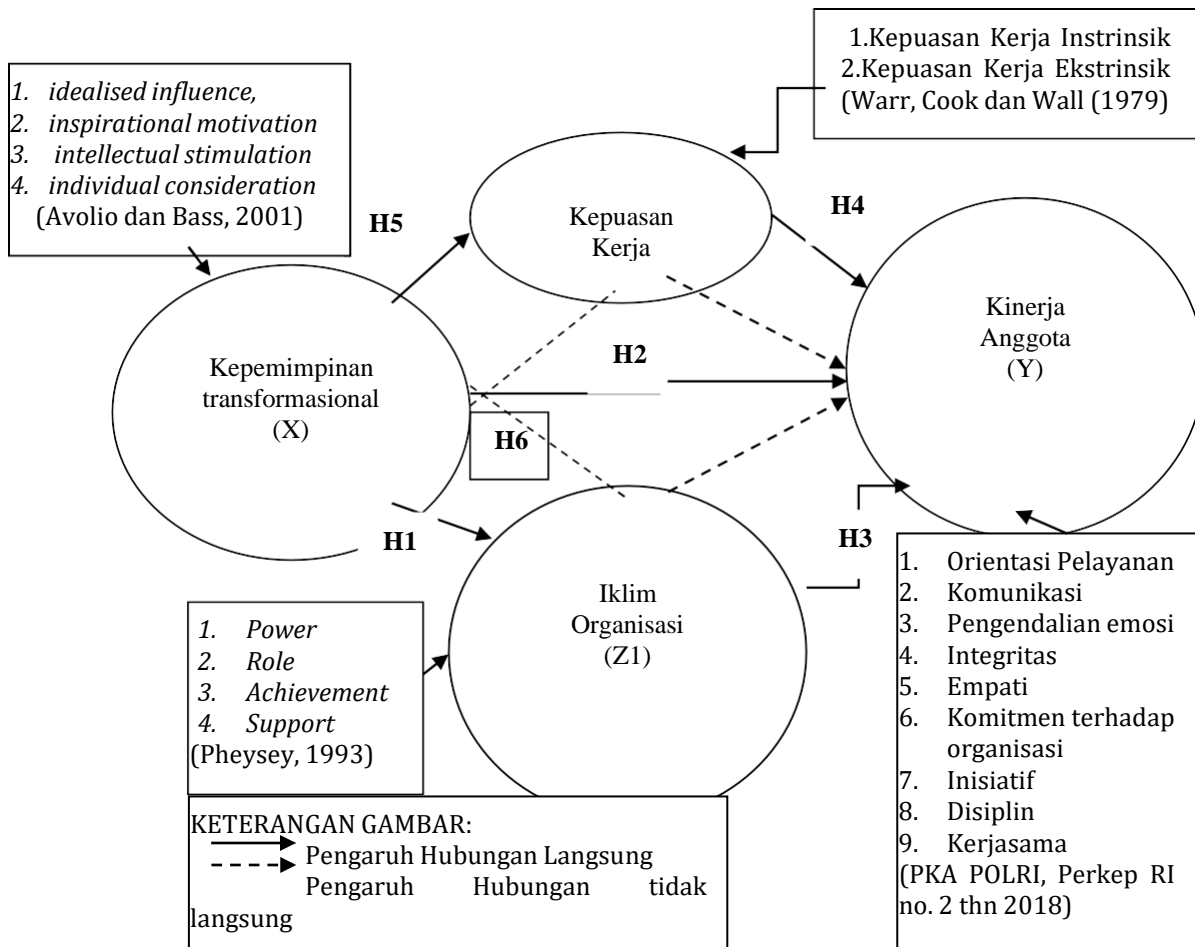 1. idealised influence,
2. inspirational motivation
3. intellectual stimulation
4. individual consideration
(Avolio dan Bass, 2001)
1.Kepuasan Kerja Instrinsik
2.Kepuasan Kerja Ekstrinsik
(Warr, Cook dan Wall (1979)
H5
Kepuasan
Kerja
H4
Kepemimpinan
transformasional
(X)
H2
Kinerja
Anggota
(Y)
H6
H1
H3
Iklim
Organisasi
(Z1)
1. Power
2. Role
3. Achievement
4. Support
(Pheysey, 1993)
1. Orientasi Pelayanan
2. Komunikasi
3. Pengendalian emosi
4. Integritas
5. Empati
6. Komitmen terhadap
organisasi
7. Inisiatif
8. Disiplin
9. Kerjasama
(PKA POLRI, Perkep RI
no. 2 thn 2018)
KETERANGAN GAMBAR:
Pengaruh Hubungan Langsung
Pengaruh Hubungan tidak
langsung